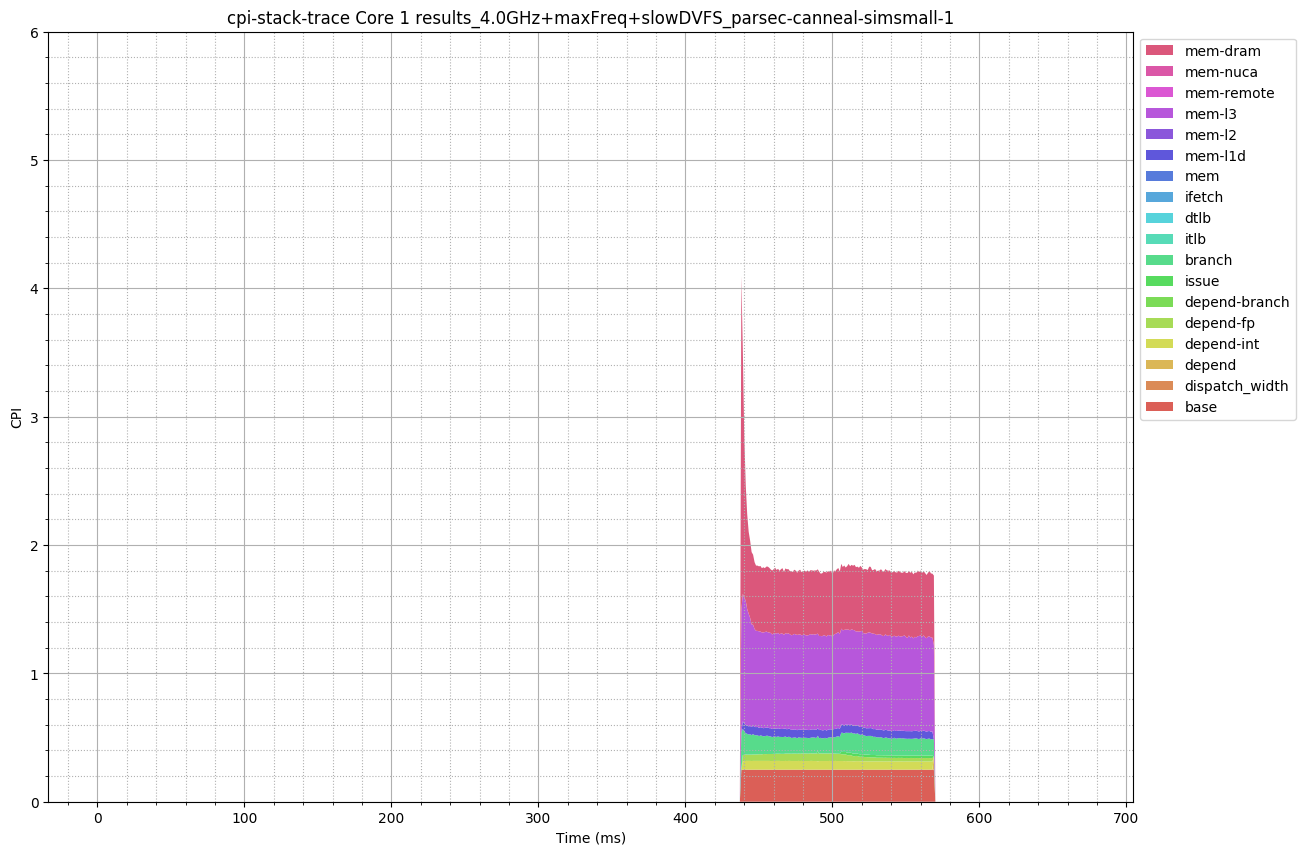 cpi-stack-trace Core 1 results_4.0GHz+maxFreq+slowDVFS_parsec-canneal-simsmall-1
6
5
4
3
2
1
0
CPI
0 100 200 300 400 500 600 700
Time (ms)
mem-dram
mem-nuca
mem-remote
mem-l3
mem-l2
mem-l1d
mem
ifetch
dtlb
itlb
branch
issue
depend-branch
depend-fp
depend-int
depend
dispatch_width
base